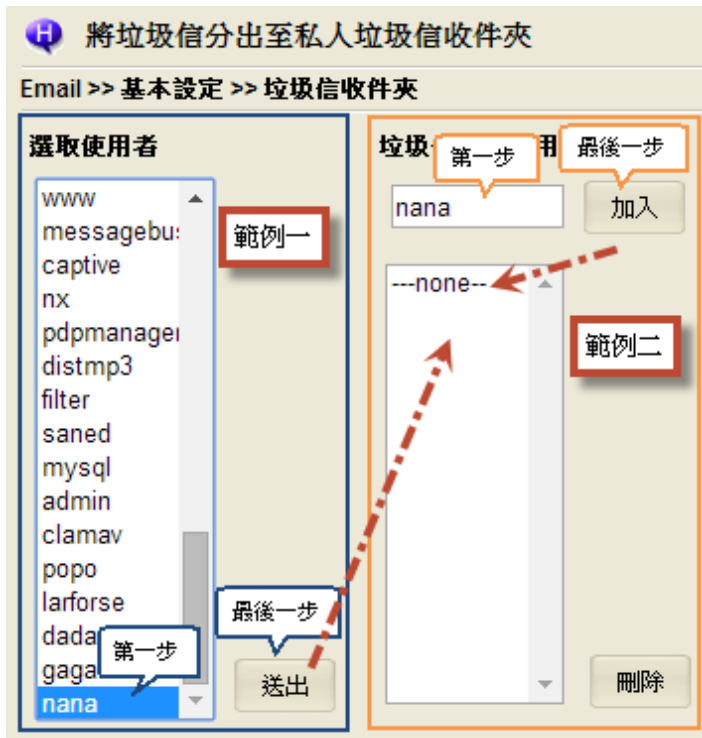 H 將垃圾信分出至私人垃圾信收件夾
Email >> 基本設定 >> 垃圾信收件夾
選取使用者
www
messagebu
captive
nx
pdpmanager
distmp3
filter
saned
mysql
admin
clamav
popo
larforse
dada
gaga
nana
範例一
第一步
最後一步
送出
垃圾
用
第一步
最後一步
nana
加入
---none--
範例二
刪除